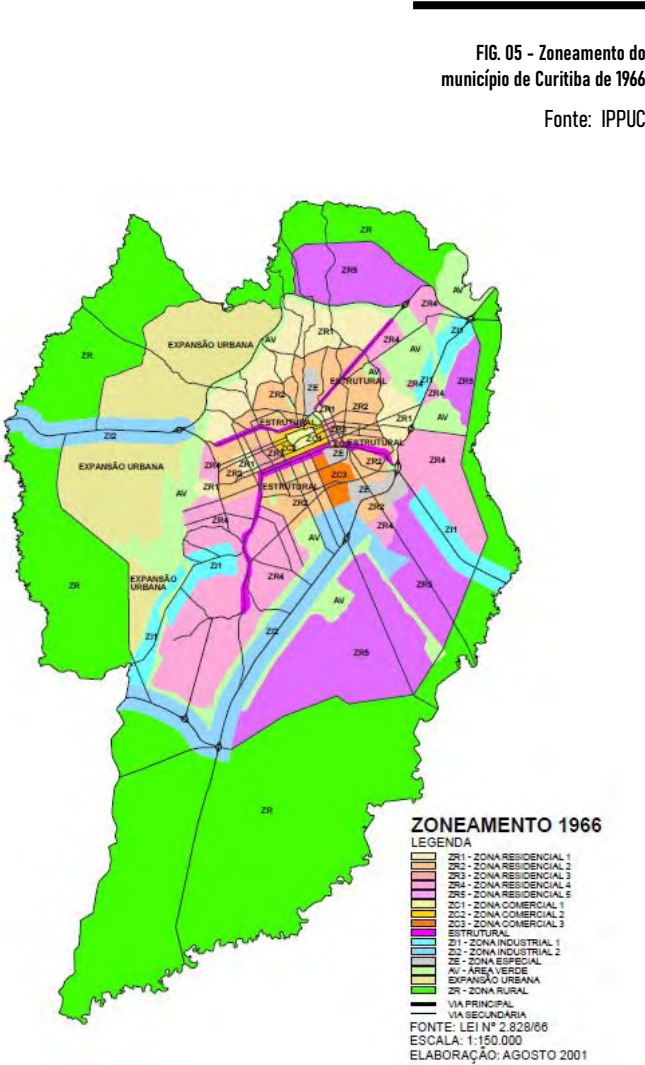 FIG. 05 - Zoneamento do
município de Curitiba de 1966
Fonte: IPPUC
ZR
ZR5
AV
ZR4
ZI1
ZR1
EXPANSÃO URBANA
AV
ZR4
AV
ZR
AV
ESTRUTURAL
ZR4
ZI1
ZR5
ZE
ZR2
ZR4
ZR1
ZR2
ZR1
AV
ESTRUTURAL
ZI2
ESTRUTURAL
ZE
ZR4
EXPANSÃO URBANA
ZR1
ZR2
ZR2
ZR4
ZR1
ESTRUTURAL
ZC3
ZE
AV
ZR2
ZR2
ZR4
ZR4
ZI1
AV
ZI1
ZR4
EXPANSÃO
URBANA
ZR
ZR5
AV
ZI1
ZI2
ZR5
ZR
ZONEAMENTO 1966
LEGENDA
ZR1 - ZONA RESIDENCIAL 1
ZR2 - ZONA RESIDENCIAL 2
ZR3 - ZONA RESIDENCIAL 3
ZR4 - ZONA RESIDENCIAL 4
ZR5 - ZONA RESIDENCIAL 5
ZC1 - ZONA COMERCIAL 1
ZC2 - ZONA COMERCIAL 2
ZC3 - ZONA COMERCIAL 3
ESTRUTURAL
ZI1 - ZONA INDUSTRIAL 1
ZI2 - ZONA INDUSTRIAL 2
ZE - ZONA ESPECIAL
AV - ÁREA VERDE
EXPANSÃO URBANA
ZR - ZONA RURAL
VIA PRINCIPAL
VIA SECUNDÁRIA
FONTE: LEI Nº 2.828/66
ESCALA: 1:150.000
ELABORAÇÃO: AGOSTO 2001